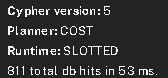 Cypher version: 5
Planner: COST
Runtime: SLOTTED
811 total db hits in 53 ms.